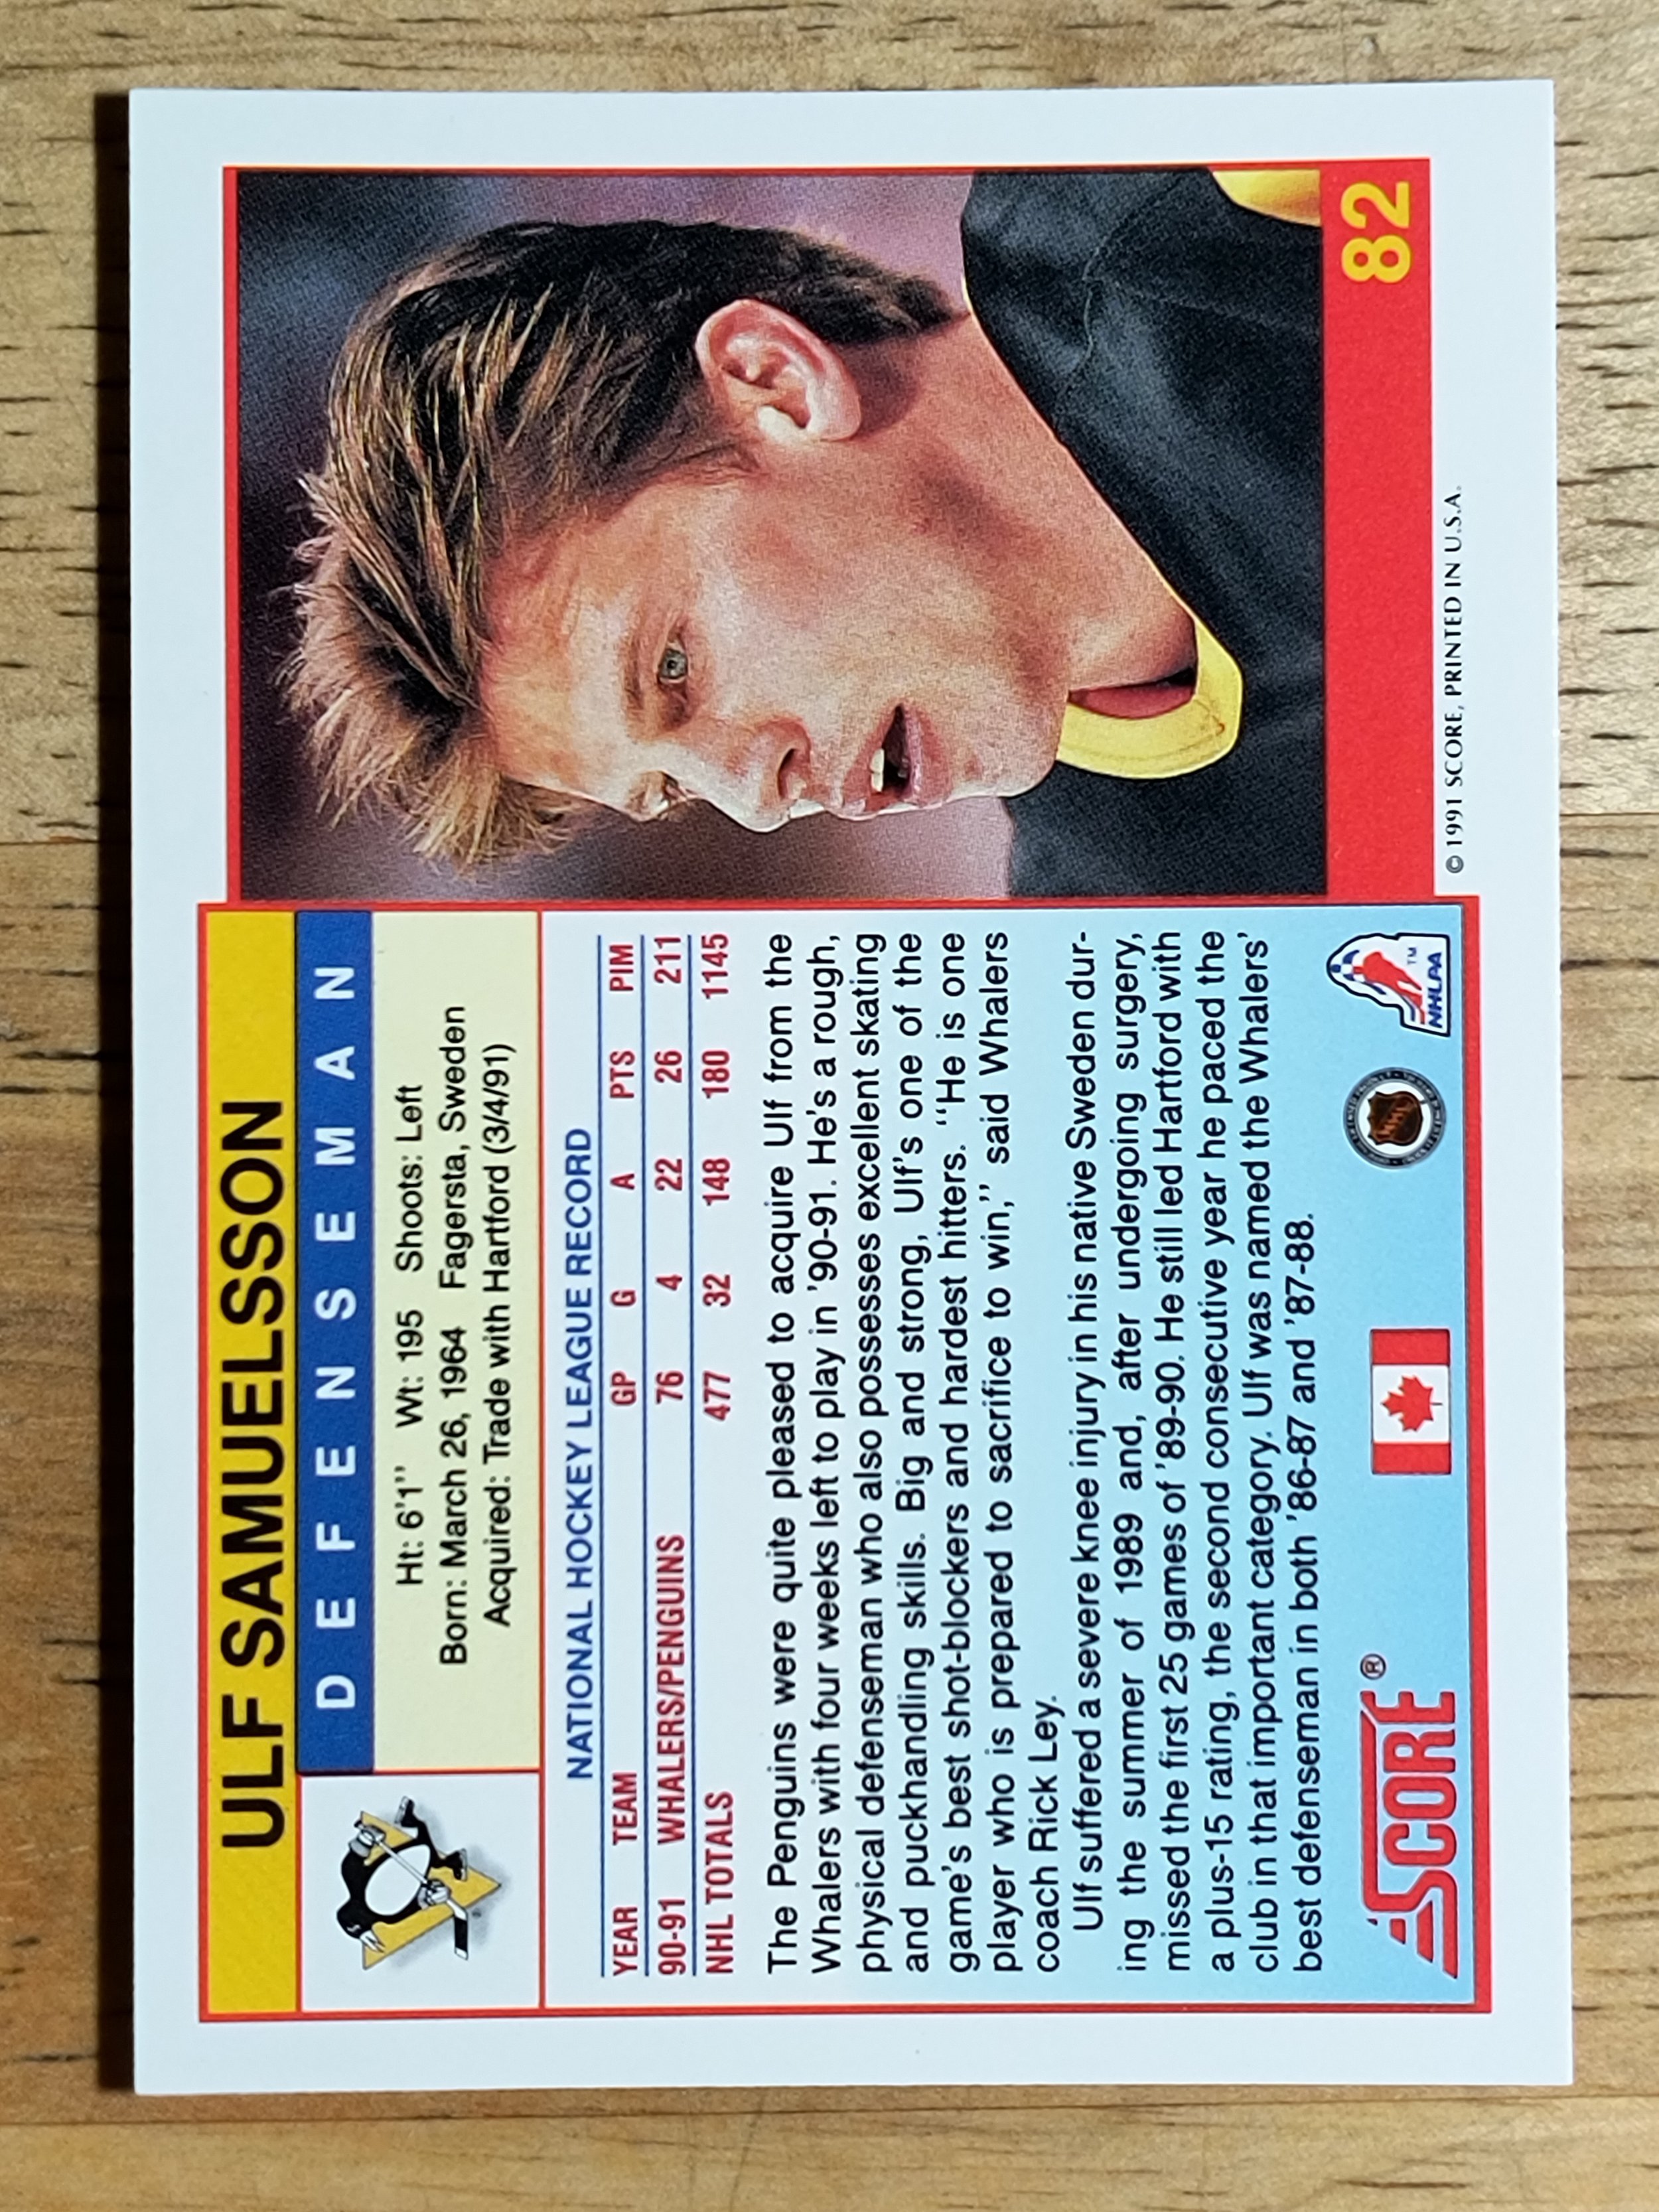 ULF SAMUELSSON
DEFENSEMAN
Ht: 6'1" Wt: 195 Shoots: Left
Born: March 26, 1964 Fagersta, Sweden
Acquired: Trade with Hartford (3/4/91)
NATIONAL HOCKEY LEAGUE RECORD
YEAR TEAM GP G A PTS PIM
90-91 WHALERS/PENGUINS 76 4 22 26 211
NHL TOTALS 477 32 148 180 1145
The Penguins were quite pleased to acquire Ulf from the
Whalers with four weeks left to play in '90-91. He's a rough,
physical defenseman who also possesses excellent skating
and puckhandling skills. Big and strong, Ulf's one of the
game's best shot-blockers and hardest hitters. "He is one
player who is prepared to sacrifice to win," said Whalers
coach Rick Ley.
Ulf suffered a severe knee injury in his native Sweden dur-
ing the summer of 1989 and, after undergoing surgery,
missed the first 25 games of '89-90. He still led Hartford with
a plus-15 rating, the second consecutive year he paced the
club in that important category. Ulf was named the Whalers'
best defenseman in both '86-87 and '87-88.
SCORE®
NHL
NHLPA TM
82
© 1991 SCORE, PRINTED IN U.S.A.